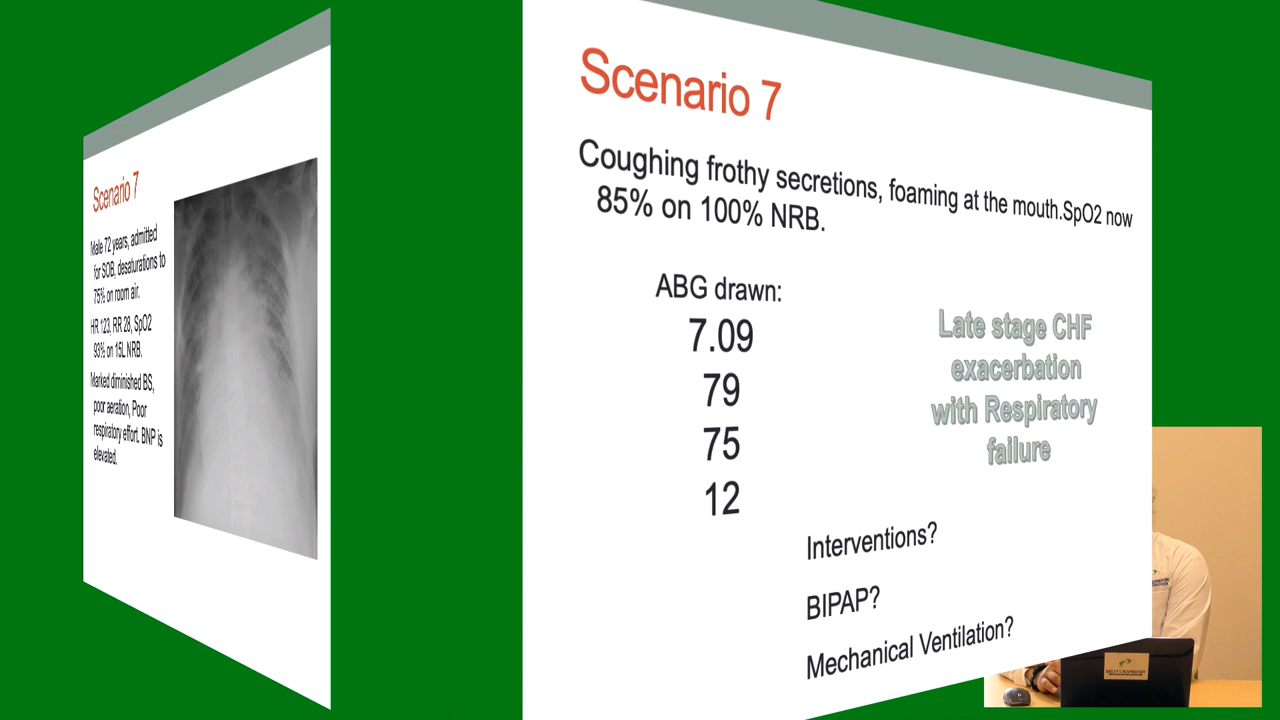 Scenario 7
Male 72 years, admitted
for SOB, desaturations to
75% on room air.
HR 123, RR 28, SpO2
93% on 15L NRB.
Marked diminished BS,
poor aeration, Poor
respiratory effort. BNP is
elevated.
Scenario 7
Coughing frothy secretions, foaming at the mouth.SpO2 now
85% on 100% NRB.
ABG drawn:
7.09
79
75
12
Late stage CHF
exacerbation
with Respiratory
failure
Interventions?
BIPAP?
Mechanical Ventilation?